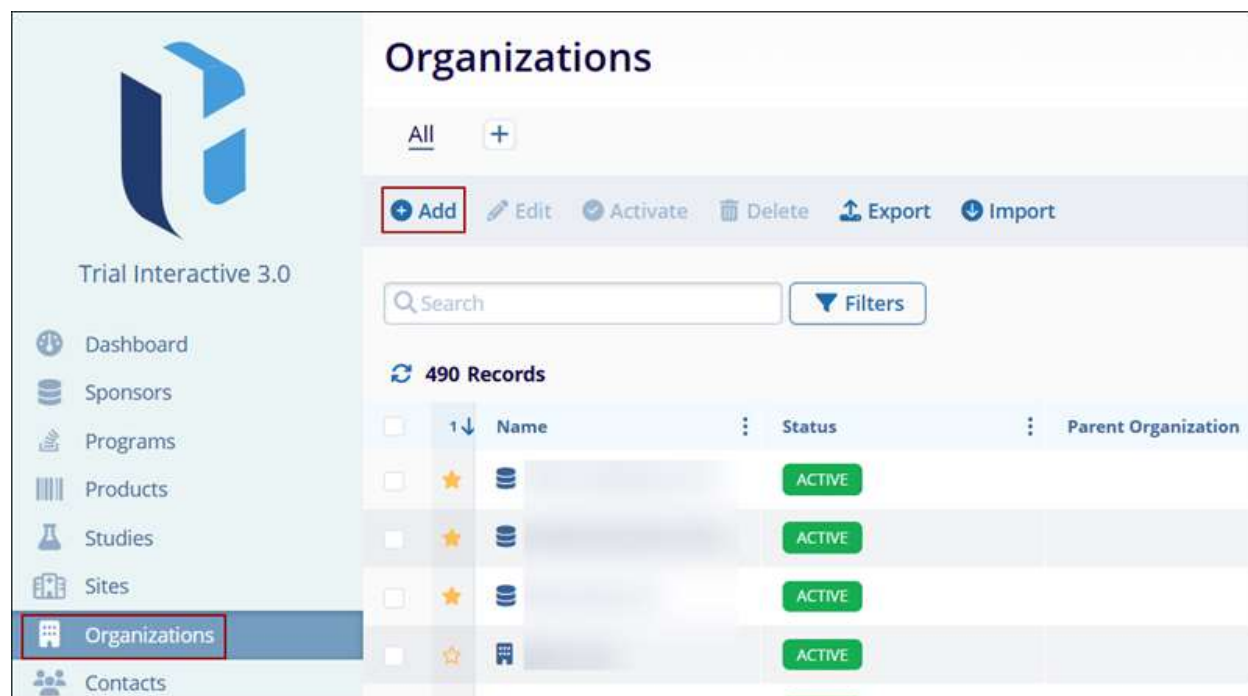 Organizations
All
Add Edit Activate Delete Export Import
Trial Interactive 3.0
Search Filters
Dashboard
490 Records
Sponsors
1 Name Status Parent Organization
Programs
ACTIVE
Products
ACTIVE
Studies
ACTIVE
Sites
Organizations
ACTIVE
Contacts